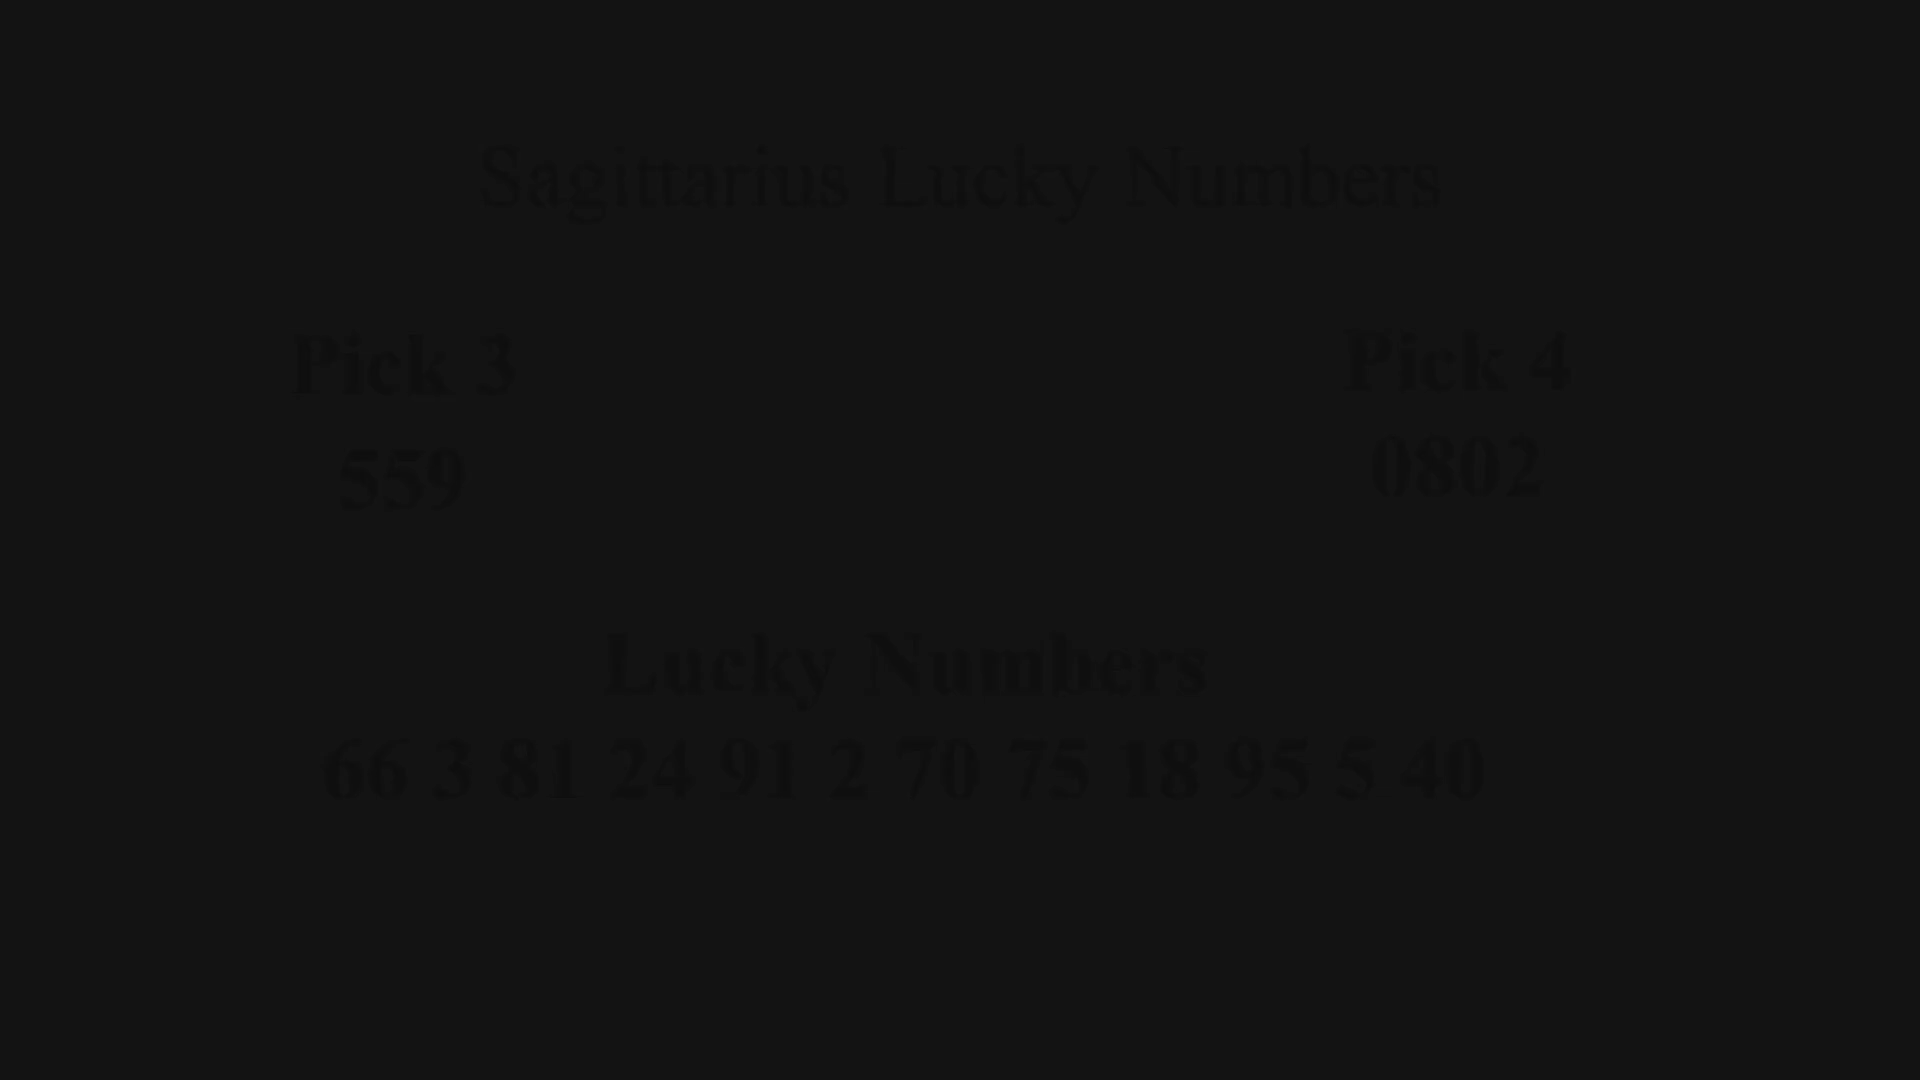 Sagittarius Lucky Numbers
Pick 3
559
Pick 4
0802
Lucky Numbers
66 3 81 24 91 2 70 75 18 95 5 40